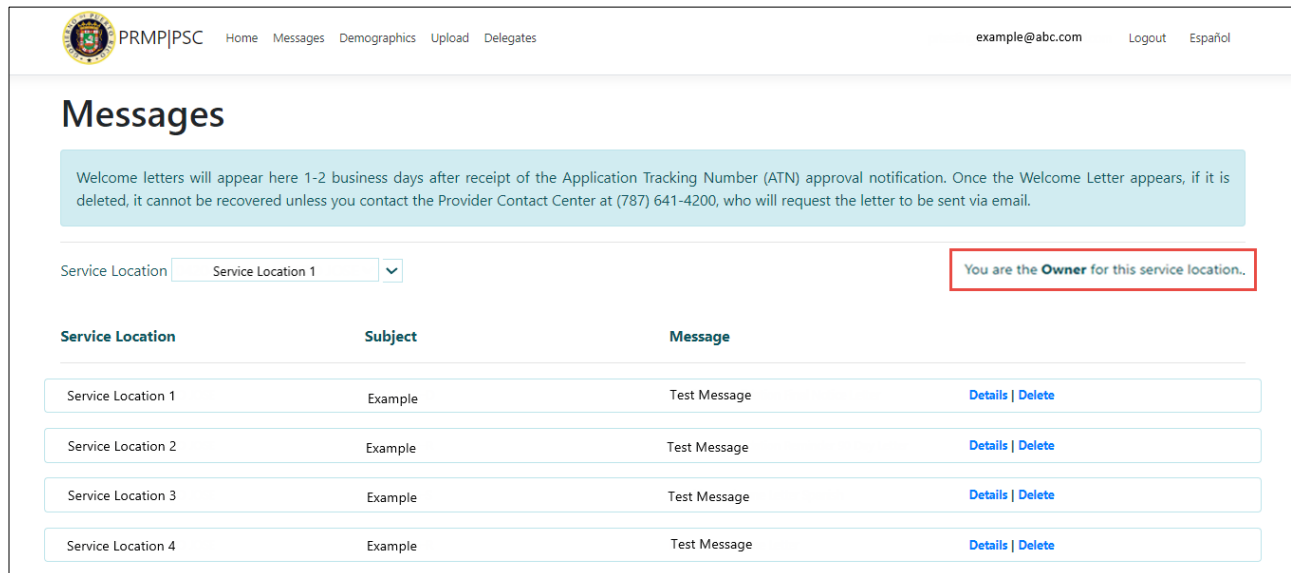 GOBIERNO DE PUERTO RICO
PRMP|PSC Home Messages Demographics Upload Delegates example@abc.com Logout Español
Messages
Welcome letters will appear here 1-2 business days after receipt of the Application Tracking Number (ATN) approval notification. Once the Welcome Letter appears, if it is
deleted, it cannot be recovered unless you contact the Provider Contact Center at (787) 641-4200, who will request the letter to be sent via email.
Service Location Service Location 1 You are the Owner for this service location..
Service Location Subject Message
Service Location 1 Example Test Message Details | Delete
Service Location 2 Example Test Message Details | Delete
Service Location 3 Example Test Message Details | Delete
Service Location 4 Example Test Message Details | Delete